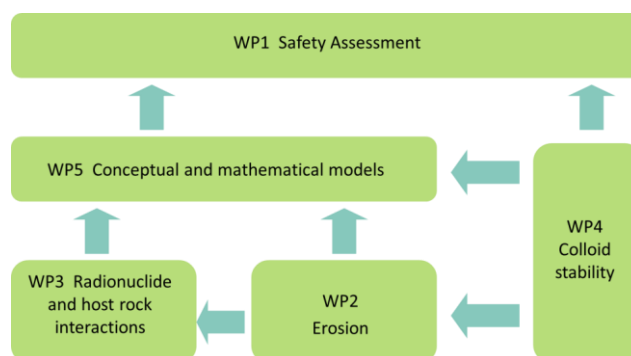 WP1 Safety Assessment
WP5 Conceptual and mathematical models
WP4
Colloid
stability
WP3 Radionuclide
and host rock
interactions
WP2
Erosion